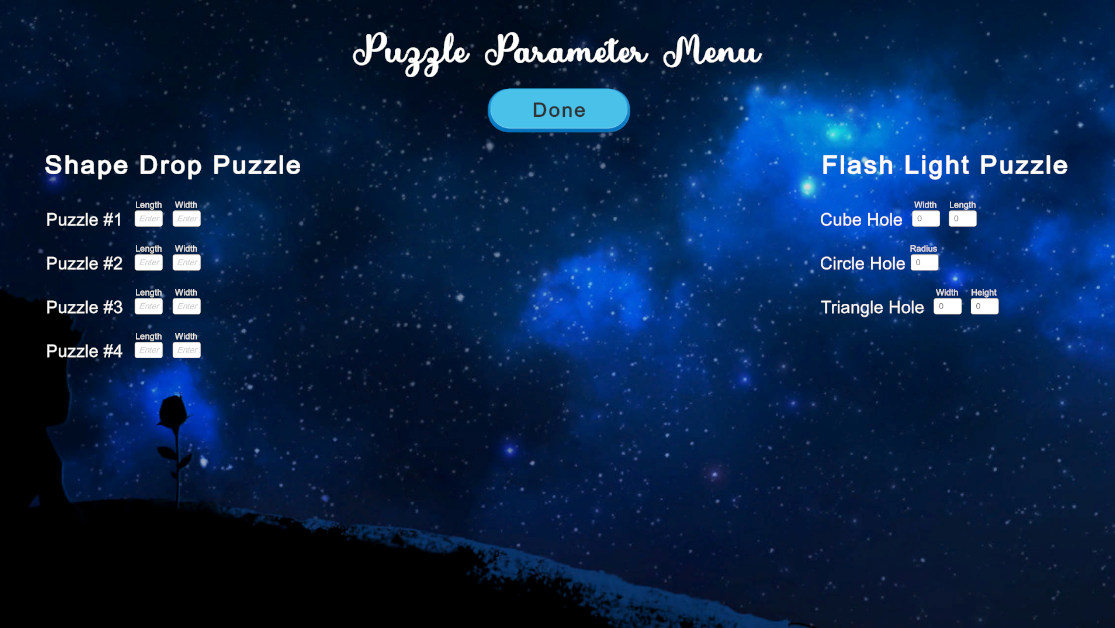 Puzzle Parameter Menu
Done
Shape Drop Puzzle
Length Width
Puzzle #1 Enter Enter
Length Width
Puzzle #2 Enter Enter
Length Width
Puzzle #3 Enter Enter
Length Width
Puzzle #4 Enter Enter
Flash Light Puzzle
Width Length
Cube Hole 0 0
Radius
Circle Hole 0
Width Height
Triangle Hole 0 0